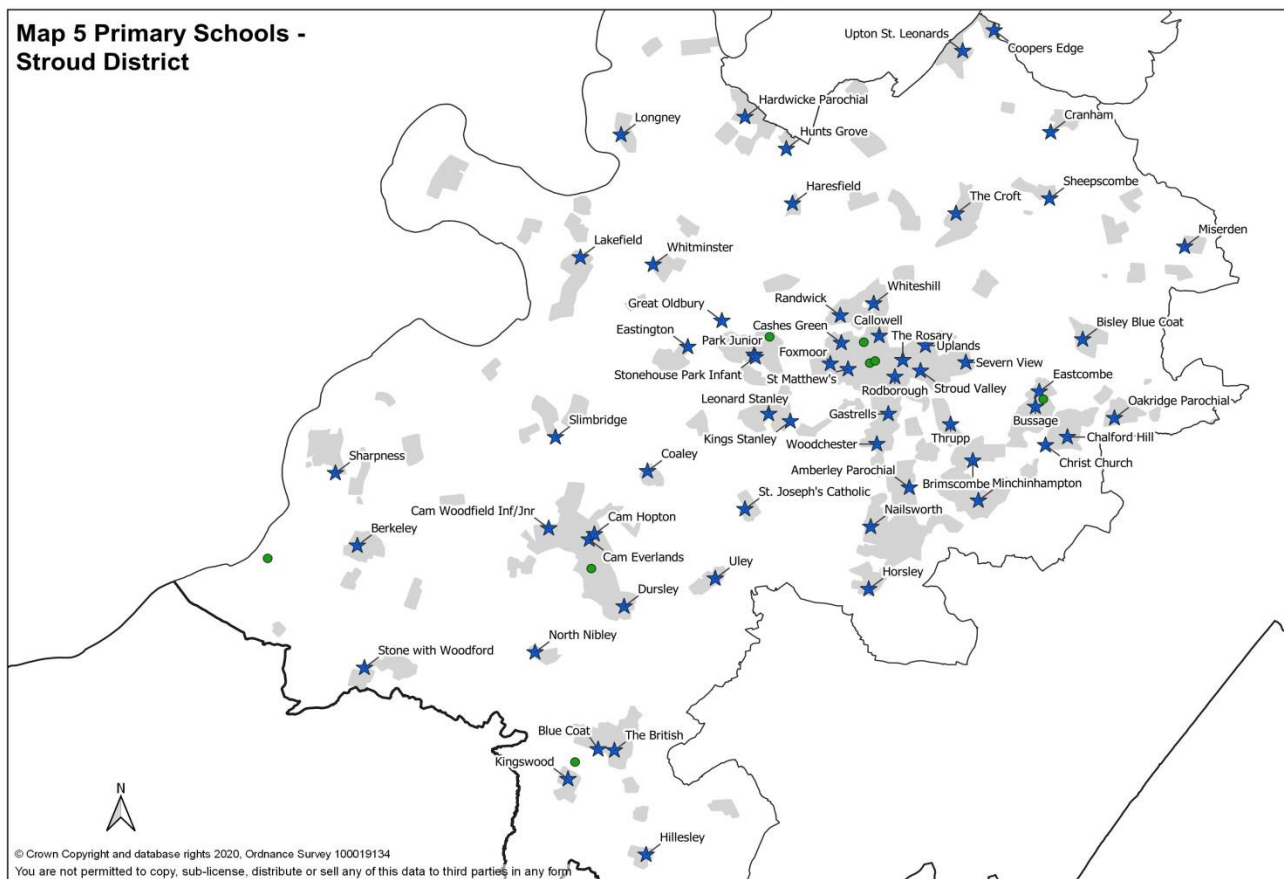 Map 5 Primary Schools -
Stroud District
Upton St. Leonards
Coopers Edge
Hardwicke Parochial
Longney
Hunts Grove
Cranham
Haresfield
The Croft
Sheepscombe
Miserden
Lakefield
Whitminster
Whiteshill
Great Oldbury
Randwick
Callowell
Bisley Blue Coat
Eastington
Park Junior
Cashes Green
The Rosary
Uplands
Foxmoor
Severn View
Stonehouse Park Infant
St Matthew's
Rodborough
Stroud Valley
Eastcombe
Leonard Stanley
Gastrells
Bussage
Oakridge Parochial
Slimbridge
Kings Stanley
Woodchester
Thrupp
Chalford Hill
Christ Church
Sharpness
Coaley
Amberley Parochial
Brimscombe
Minchinhampton
St. Joseph's Catholic
Cam Woodfield Inf/Jnr
Cam Hopton
Nailsworth
Berkeley
Cam Everlands
Uley
Horsley
Dursley
North Nibley
Stone with Woodford
Blue Coat
The British
Kingswood
Hillesley
N
© Crown Copyright and database rights 2020, Ordnance Survey 100019134
You are not permitted to copy, sub-license, distribute or sell any of this data to third parties in any form